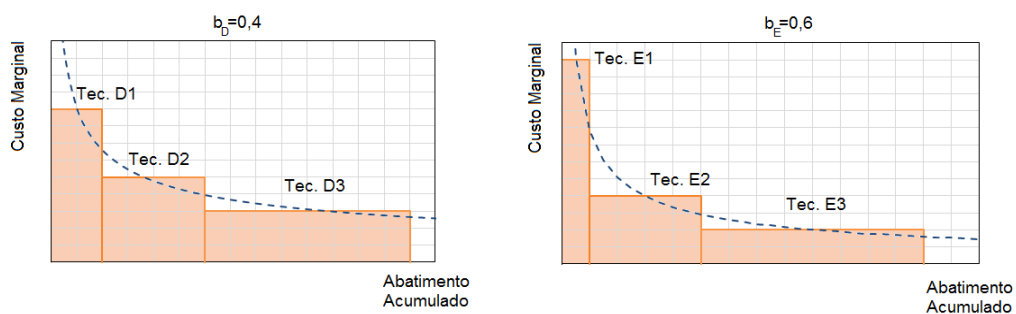 b_D=0,4
Custo Marginal
Tec. D1
Tec. D2
Tec. D3
Abatimento
Acumulado
b_E=0,6
Custo Marginal
Tec. E1
Tec. E2
Tec. E3
Abatimento
Acumulado